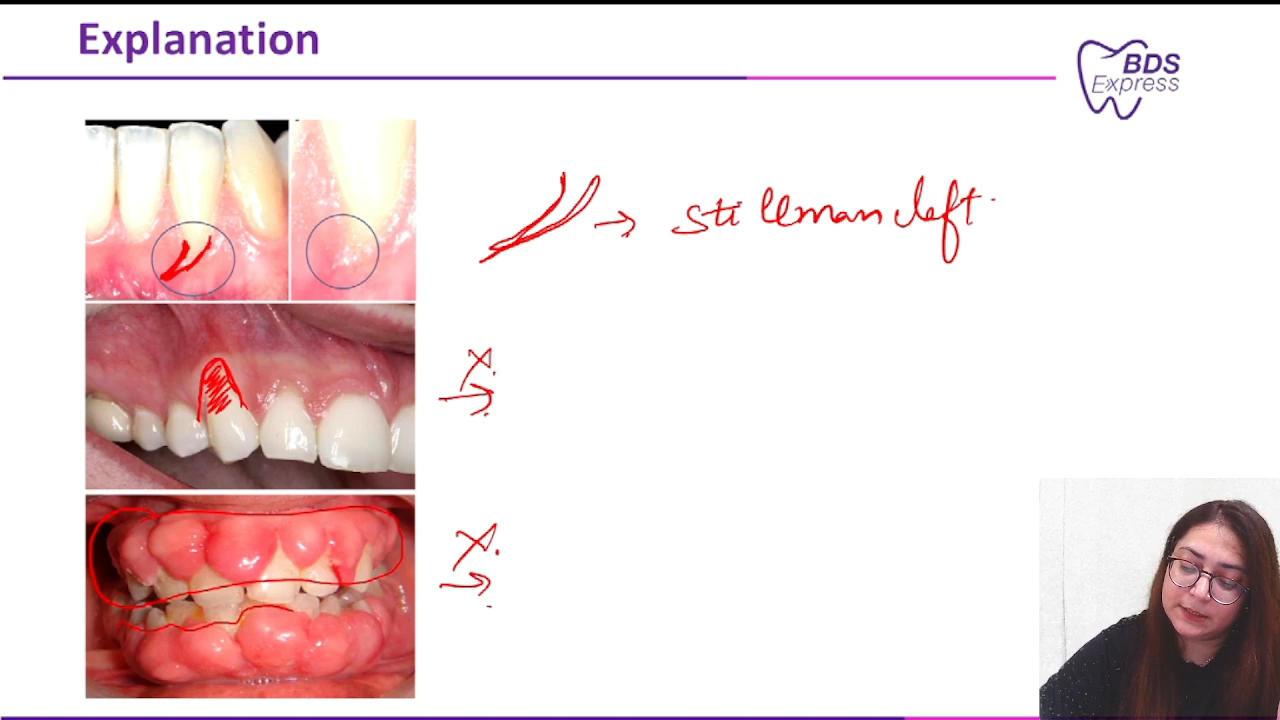 Explanation
BDS
Express
Stillman cleft
x.
x.